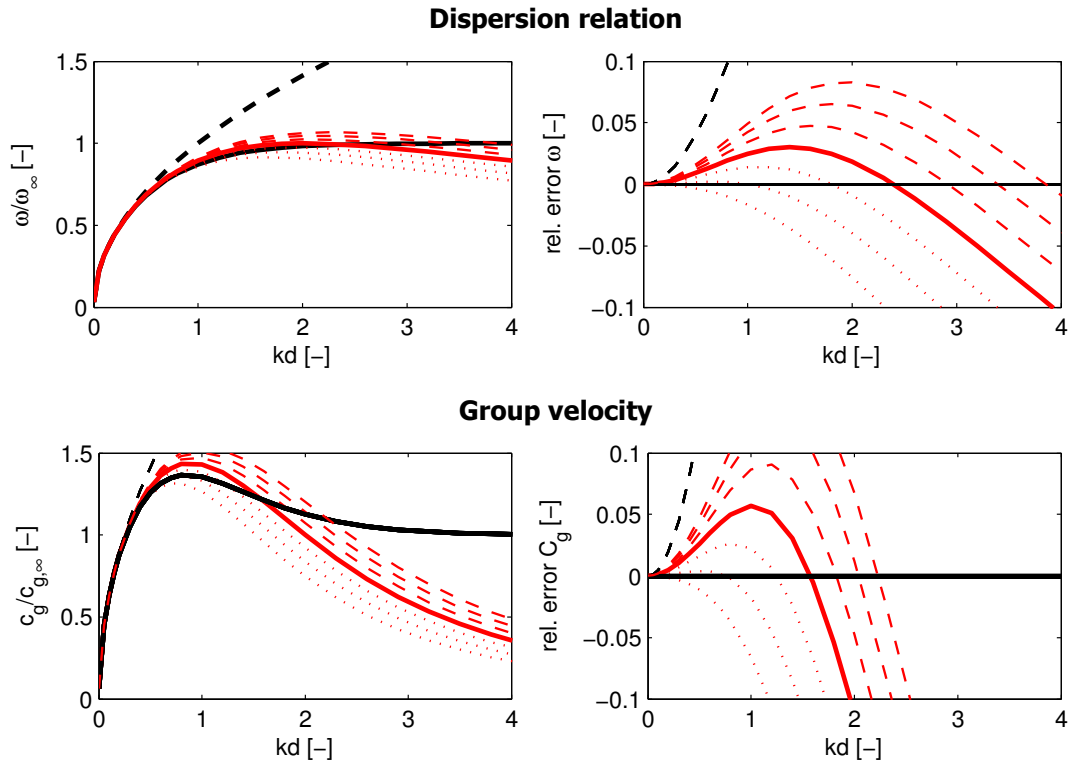 Dispersion relation
1.5
1
0.5
0
0 1 2 3 4
ω/ω∞ [−]
kd [−]
0.1
0.05
0
−0.05
−0.1
0 1 2 3 4
rel. error ω [−]
kd [−]
Group velocity
1.5
1
0.5
0
0 1 2 3 4
c_g/c_{g,∞} [−]
kd [−]
0.1
0.05
0
−0.05
−0.1
0 1 2 3 4
rel. error C_g [−]
kd [−]